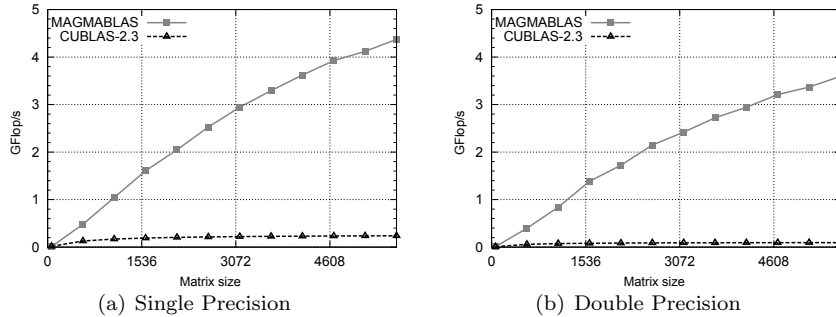 5
4
3
2
1
0
GFlop/s
MAGMABLAS
CUBLAS-2.3
0
1536
3072
4608
Matrix size
(a) Single Precision
5
4
3
2
1
0
GFlop/s
MAGMABLAS
CUBLAS-2.3
0
1536
3072
4608
Matrix size
(b) Double Precision